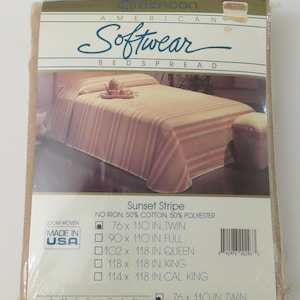 BEACON
AMERICAN
Softwear
BEDSPREAD
Sunset Stripe
NO IRON, 50% COTTON, 50% POLYESTER
LOOM WOVEN
MADE IN
U.S.A.
76 x 110 IN. TWIN
90 x 110 IN. FULL
102 x 118 IN. QUEEN
118 x 118 IN. KING
114 x 118 IN. CAL. KING
76 x 110 IN. TWIN